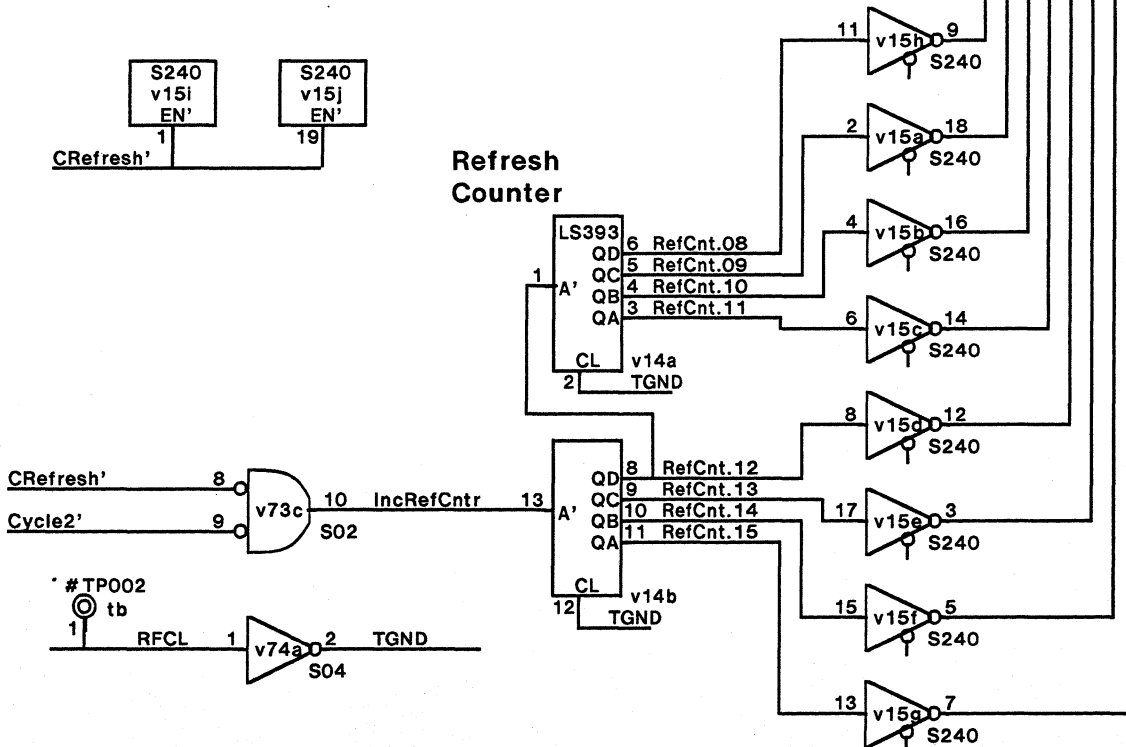 11 v15h 9
S240
S240
v15i
EN'
1
S240
v15j
EN'
19
CRefresh'
2 v15a 18
S240
Refresh
Counter
4 v15b 16
S240
LS393
1 A'
QD 6 RefCnt.08
QC 5 RefCnt.09
QB 4 RefCnt.10
QA 3 RefCnt.11
CL v14a
2 TGND
6 v15c 14
S240
8 v15d 12
S240
CRefresh' 8
Cycle2' 9
v73c 10 IncRefCntr 13
S02
A'
QD 8 RefCnt.12
QC 9 RefCnt.13
QB 10 RefCnt.14
QA 11 RefCnt.15
CL v14b
12 TGND
17 v15e 3
S240
#TP002
tb
1
RFCL 1 v74a 2 TGND
S04
15 v15f 5
S240
13 v15g 7
S240